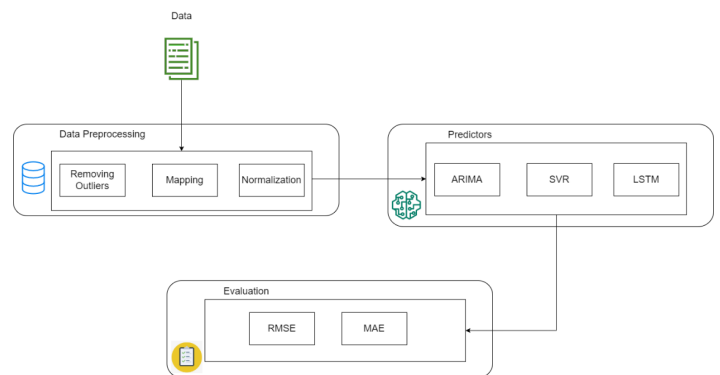 Data
Data Preprocessing
Removing
Outliers
Mapping
Normalization
Predictors
ARIMA
SVR
LSTM
Evaluation
RMSE
MAE